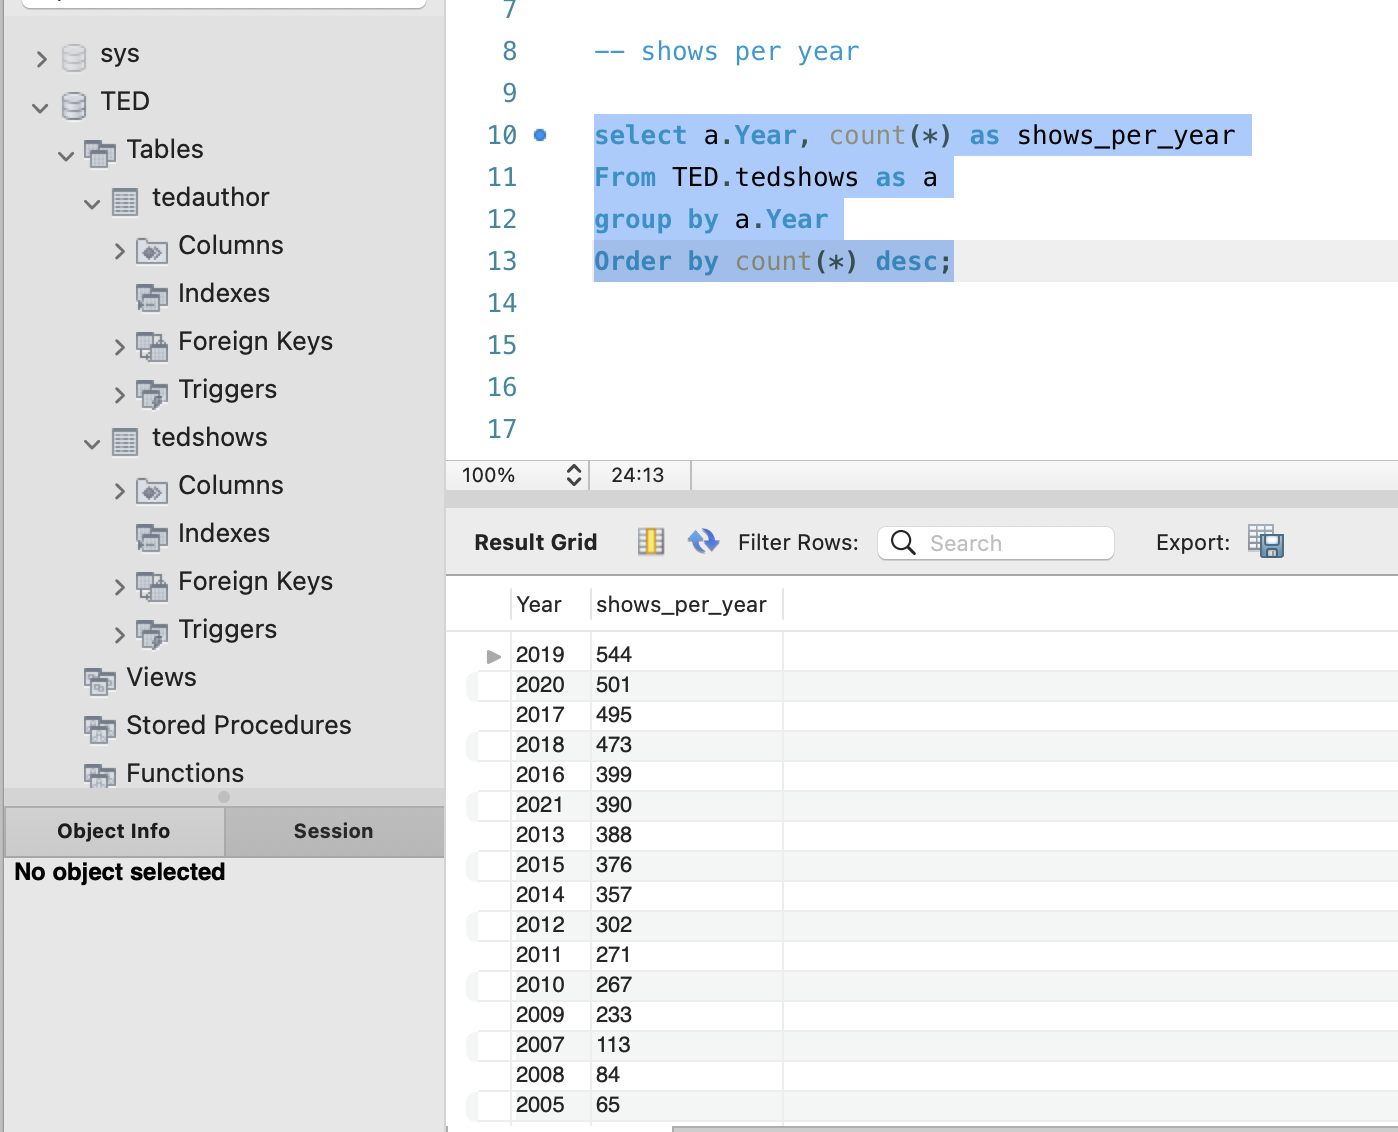 sys
TED
Tables
tedauthor
Columns
Indexes
Foreign Keys
Triggers
tedshows
Columns
Indexes
Foreign Keys
Triggers
Views
Stored Procedures
Functions
Object Info Session
No object selected
7
8 -- shows per year
9
10 select a.Year, count(*) as shows_per_year
11 From TED.tedshows as a
12 group by a.Year
13 Order by count(*) desc;
14
15
16
17
100% 24:13
Result Grid Filter Rows: Search Export:
Year shows_per_year
2019 544
2020 501
2017 495
2018 473
2016 399
2021 390
2013 388
2015 376
2014 357
2012 302
2011 271
2010 267
2009 233
2007 113
2008 84
2005 65